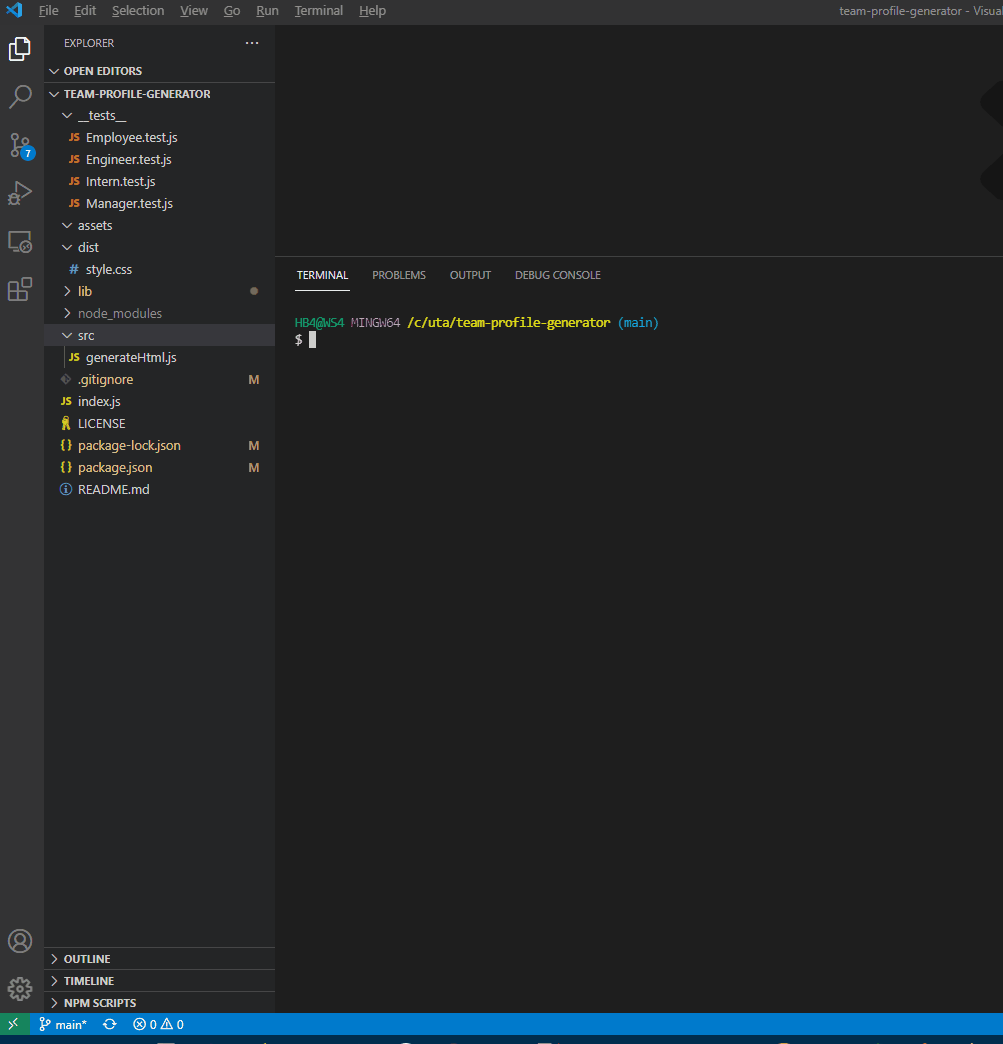 File Edit Selection View Go Run Terminal Help team-profile-generator - Visual
EXPLORER ···
OPEN EDITORS
TEAM-PROFILE-GENERATOR
__tests__
JS Employee.test.js
JS Engineer.test.js
JS Intern.test.js
JS Manager.test.js
assets
dist
# style.css
lib
node_modules
src
JS generateHtml.js
.gitignore M
JS index.js
LICENSE
{} package-lock.json M
{} package.json M
README.md
7
TERMINAL PROBLEMS OUTPUT DEBUG CONSOLE
HB4@WS4 MINGW64 /c/uta/team-profile-generator (main)
$
OUTLINE
TIMELINE
NPM SCRIPTS
main* 0 0